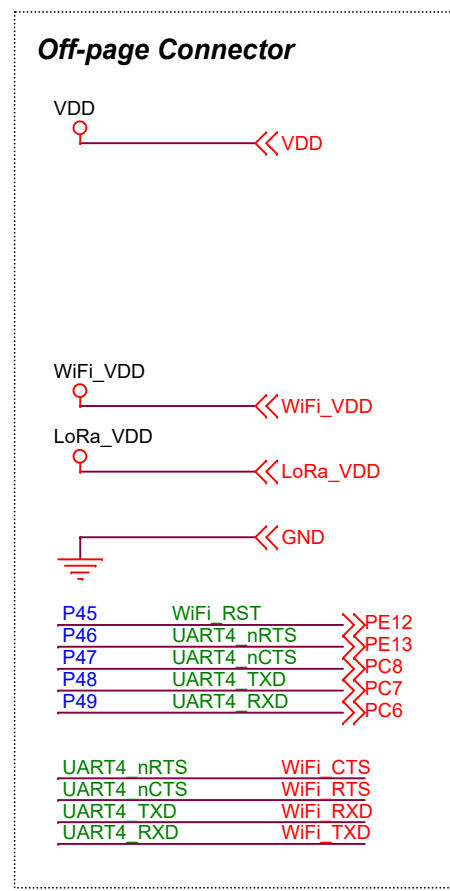 Off-page Connector
VDD
VDD
WiFi_VDD
WiFi_VDD
LoRa_VDD
LoRa_VDD
GND
P45 WiFi_RST PE12
P46 UART4_nRTS PE13
P47 UART4_nCTS PC8
P48 UART4_TXD PC7
P49 UART4_RXD PC6
UART4_nRTS WiFi_CTS
UART4_nCTS WiFi_RTS
UART4_TXD WiFi_RXD
UART4_RXD WiFi_TXD